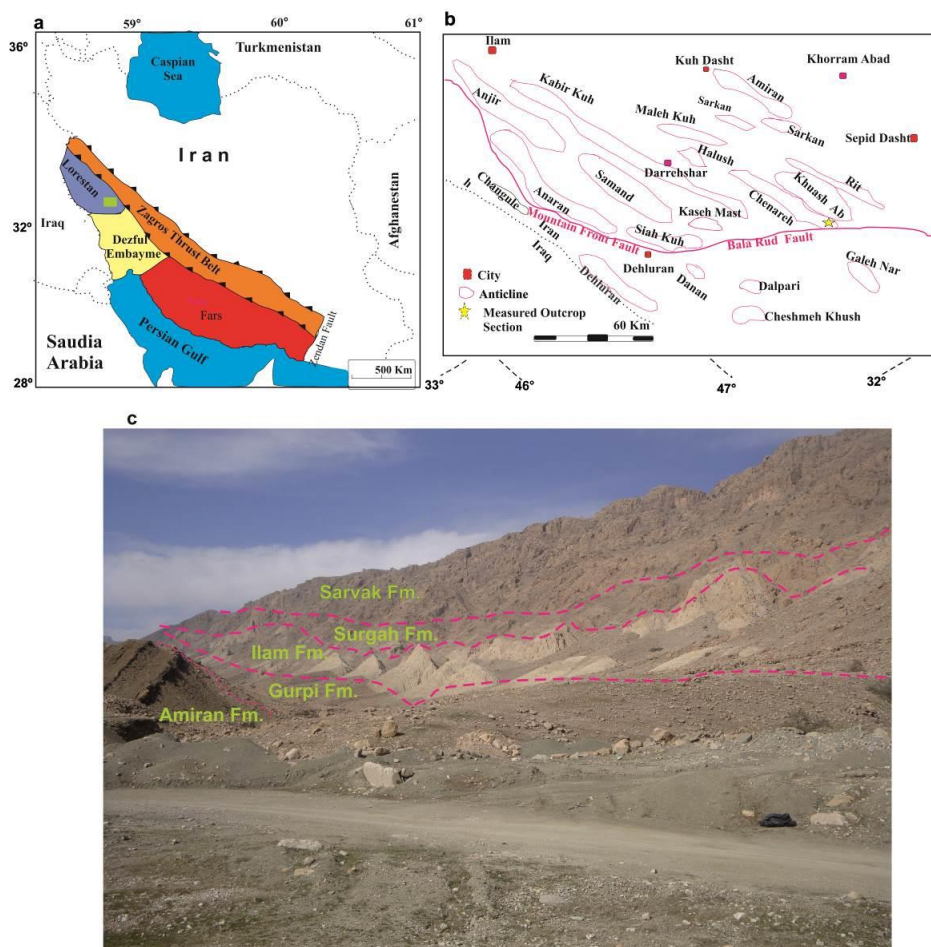 a
59°
60°
61°
36°
Turkmenistan
Caspian
Sea
Iran
Lorestan
Zagros Thrust Belt
Afghanestan
Iraq
32°
Dezful
Embayme
Fars
Persian Gulf
Zendan Fault
Saudia
Arabia
500 Km
28°
b
Ilam
Kuh Dasht
Khorram Abad
Amiran
Kabir Kuh
Anjir
Sarkan
Maleh Kuh
Sarkan
Sepid Dasht
Halush
Darrehshar
Samand
Khuash Ab
Rit
h
Changule
Anaran
Chenareh
Kaseh Mast
Mountain Front Fault
Iran
Iraq
Siah Kuh
Bala Rud Fault
Dehluran
Galeh Nar
City
Dehluran
Danan
Anticline
Dalpari
Measured Outcrop
Section
Cheshmeh Khush
60 Km
33°
46°
47°
32°
c
Sarvak Fm.
Surgah Fm.
Ilam Fm.
Gurpi Fm.
Amiran Fm.